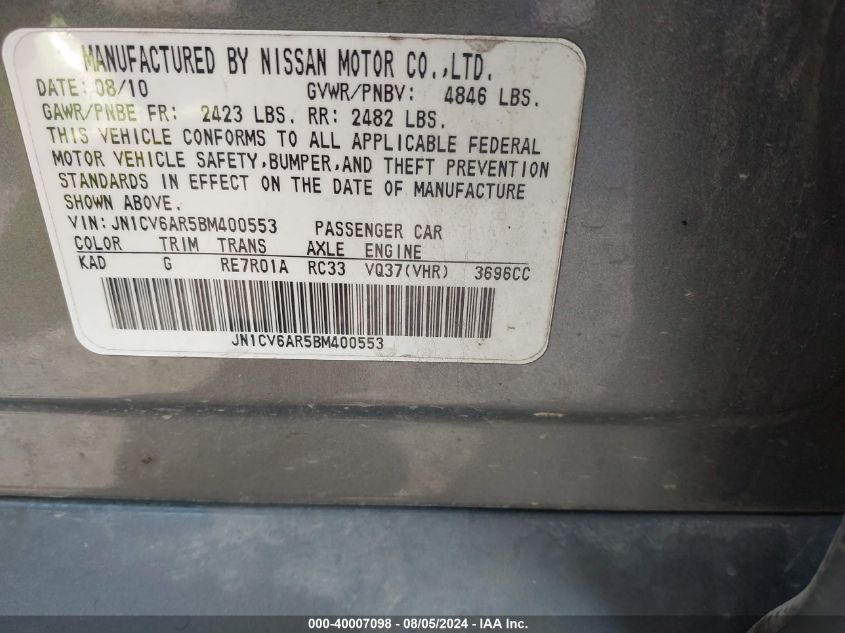 MANUFACTURED BY NISSAN MOTOR CO.,LTD.
DATE: 08/10 GVWR/PNBV: 4846 LBS.
GAWR/PNBE FR: 2423 LBS. RR: 2482 LBS.
THIS VEHICLE CONFORMS TO ALL APPLICABLE FEDERAL
MOTOR VEHICLE SAFETY,BUMPER,AND THEFT PREVENTION
STANDARDS IN EFFECT ON THE DATE OF MANUFACTURE
SHOWN ABOVE.
VIN: JN1CV6AR5BM400553 PASSENGER CAR
COLOR TRIM TRANS AXLE ENGINE
KAD G RE7R01A RC33 VQ37(VHR) 3696CC
JN1CV6AR5BM400553
000-40007098 - 08/05/2024 - IAA Inc.